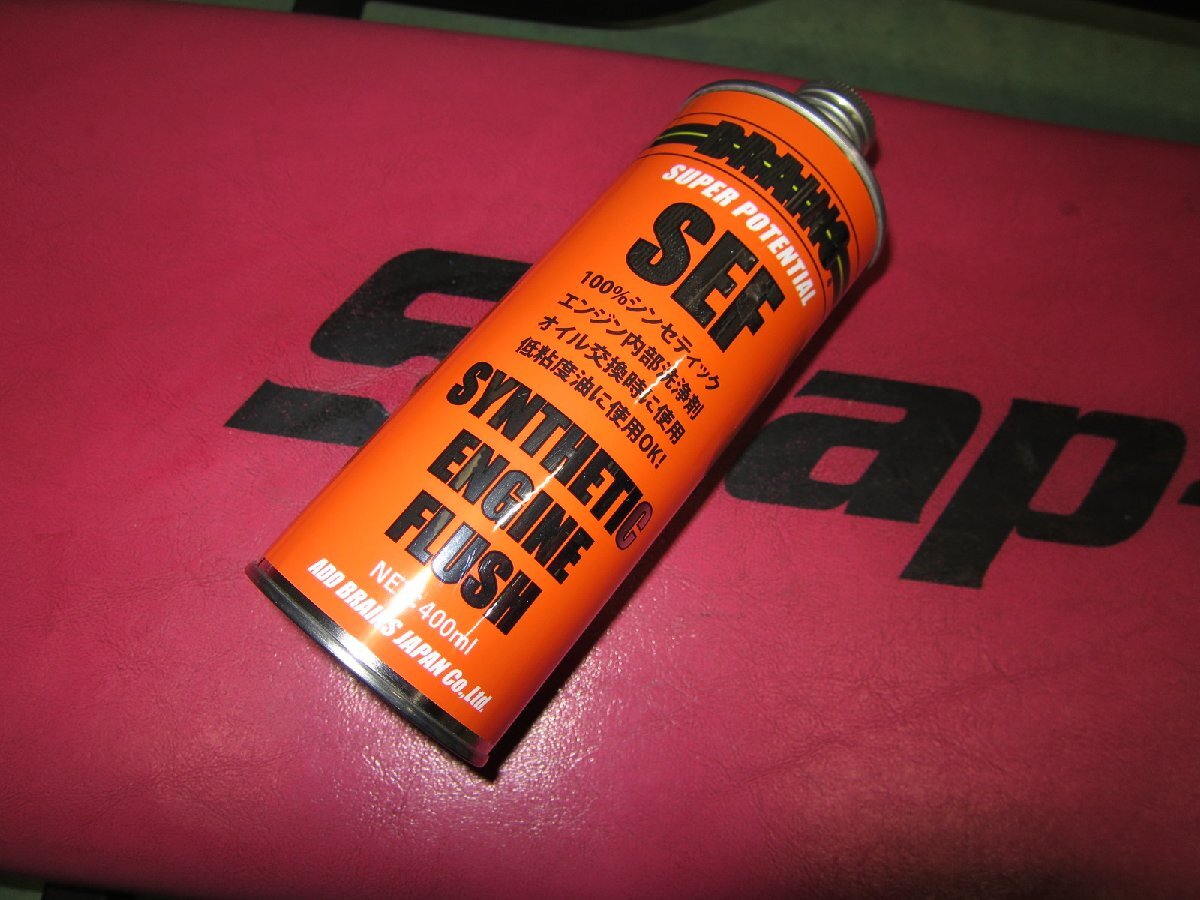 SUPER POTENTIAL
SEF
100%シンセティック
エンジン内部洗浄剤
オイル交換時に使用
低粘度油に使用OK!
SYNTHETIC
ENGINE
FLUSH
NET 400ml
ADD BRAINS JAPAN Co.,Ltd.
Snap-